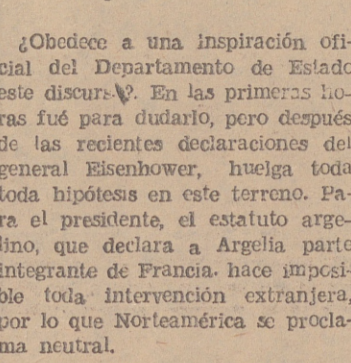 ¿Obedece a una inspiración ofi-
cial del Departamento de Estado
este discurs ?. En las primeras ho-
ras fué para dudarlo, pero después
de las recientes declaraciones del
general Eisenhower, huelga toda
toda hipótesis en este terreno. Pa-
ra el presidente, el estatuto arge-
lino, que declara a Argelia parte
integrante de Francia. hace imposi-
ble toda intervención extranjera,
por lo que Norteamérica se procla-
ma neutral.